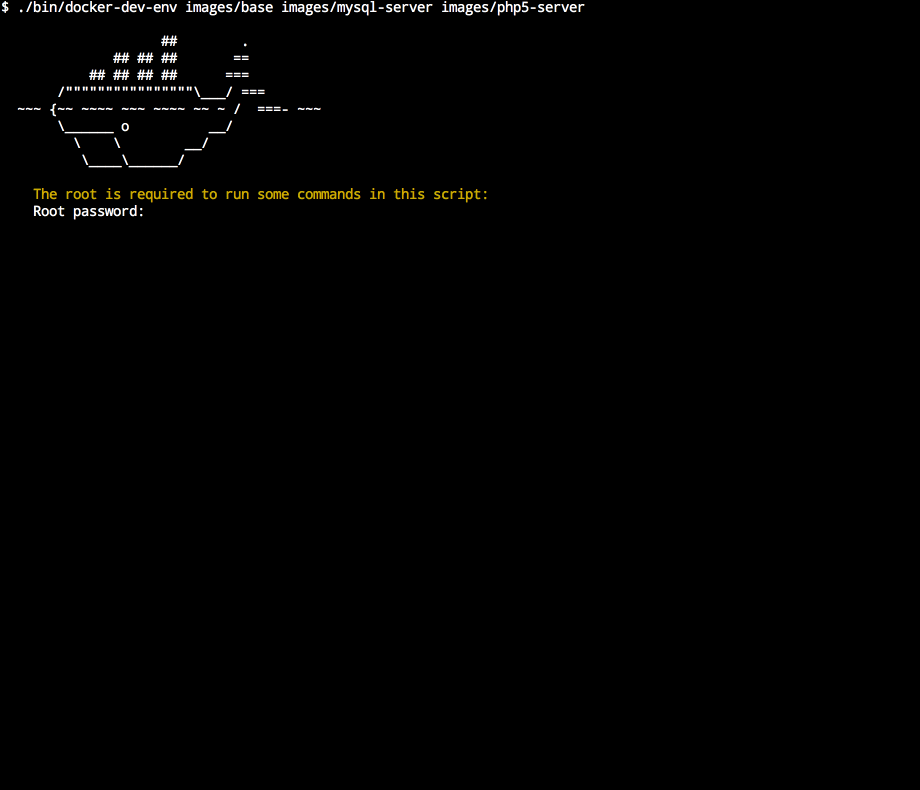 $ ./bin/docker-dev-env images/base images/mysql-server images/php5-server
                    ##        .
              ## ## ##       ==
           ## ## ## ##      ===
       /""""""""""""""""\___/ ===
  ~~~ {~~ ~~~~ ~~~ ~~~~ ~~ ~ /  ===- ~~~
       \______ o          __/
         \    \        __/
          \____\______/
    The root is required to run some commands in this script:
    Root password: